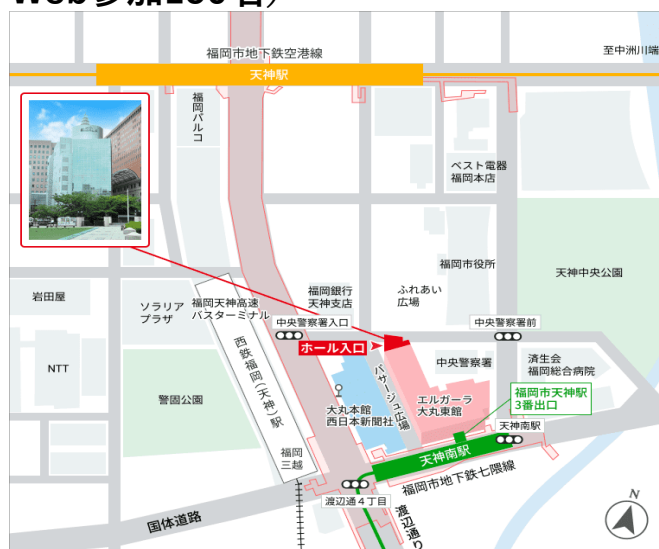 Web参加100名)
福岡市地下鉄空港線
至中洲川端
天神駅
福岡パルコ
ベスト電器
福岡本店
福岡市役所
天神中央公園
ふれあい
広場
岩田屋
ソラリア
プラザ
福岡天神高速
バスターミナル
福岡銀行
天神支店
中央警察署入口
中央警察署前
ホール入口
西鉄福岡(天神)駅
パサージュ広場
中央警察署
済生会
福岡総合病院
NTT
警固公園
大丸本館
西日本新聞社
エルガーラ
大丸東館
福岡市天神駅
3番出口
天神南駅
福岡
三越
天神南駅
福岡市地下鉄七隈線
渡辺通4丁目
渡辺通り
国体道路
N